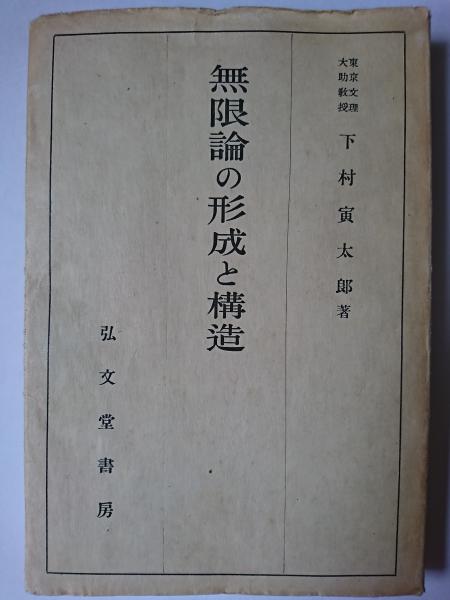 東京文理
大助教授
下村寅太郎著
無限論の形成と構造
弘文堂書房